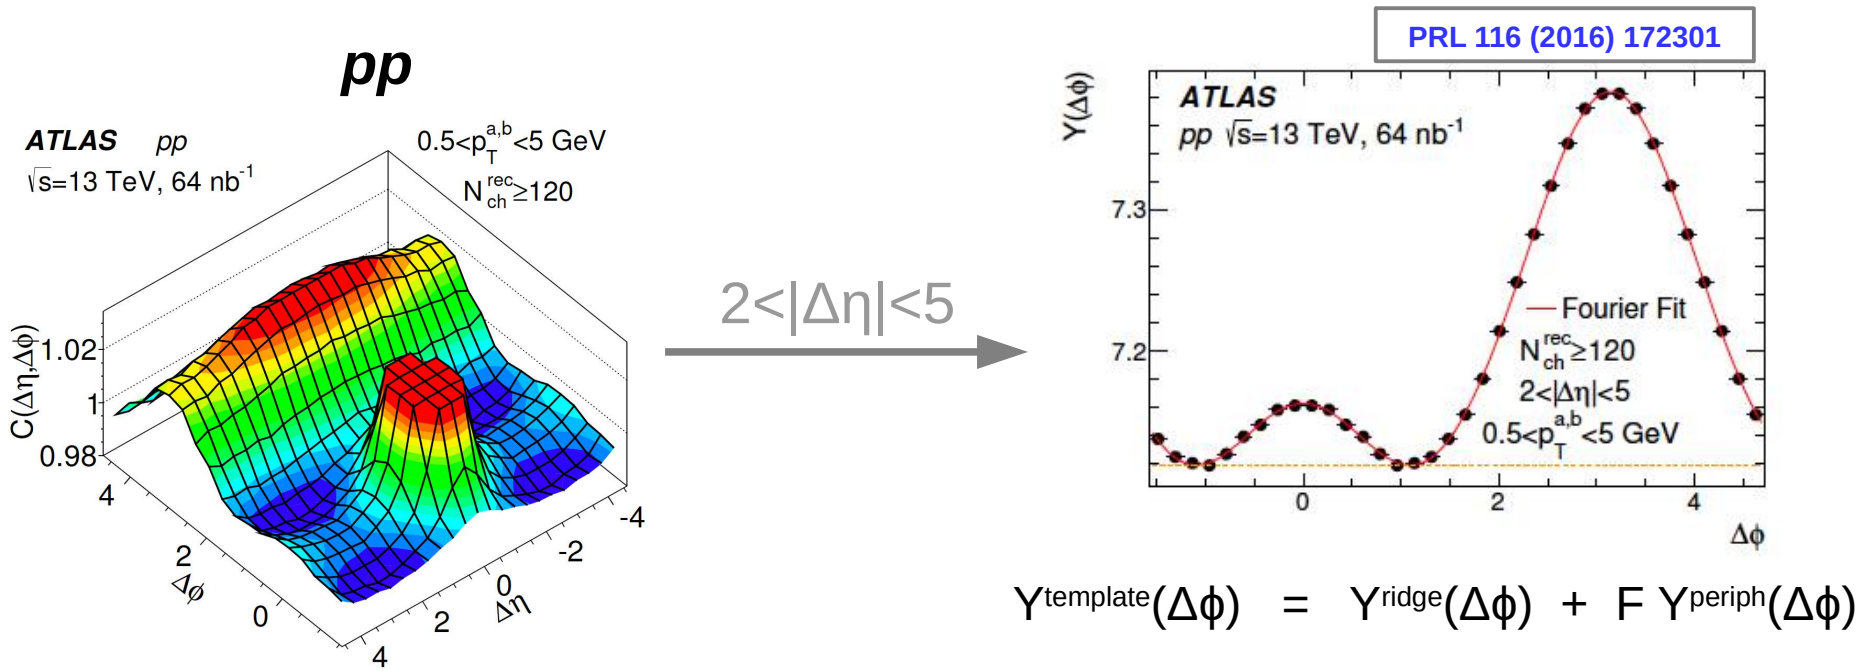 pp
ATLAS pp
√s=13 TeV, 64 nb-1
0.5<pTa,b<5 GeV
Nchrec≥120
C(Δη,Δϕ)
1.02
1
0.98
4
2
0
Δϕ
4
2
0
-2
-4
Δη
2<|Δη|<5
PRL 116 (2016) 172301
Y(Δϕ)
ATLAS
pp √s=13 TeV, 64 nb-1
7.3
7.2
Fourier Fit
Nchrec≥120
2<|Δη|<5
0.5<pTa,b<5 GeV
0 2 4
Δϕ
Ytemplate(Δϕ) = Yridge(Δϕ) + F Yperiph(Δϕ)